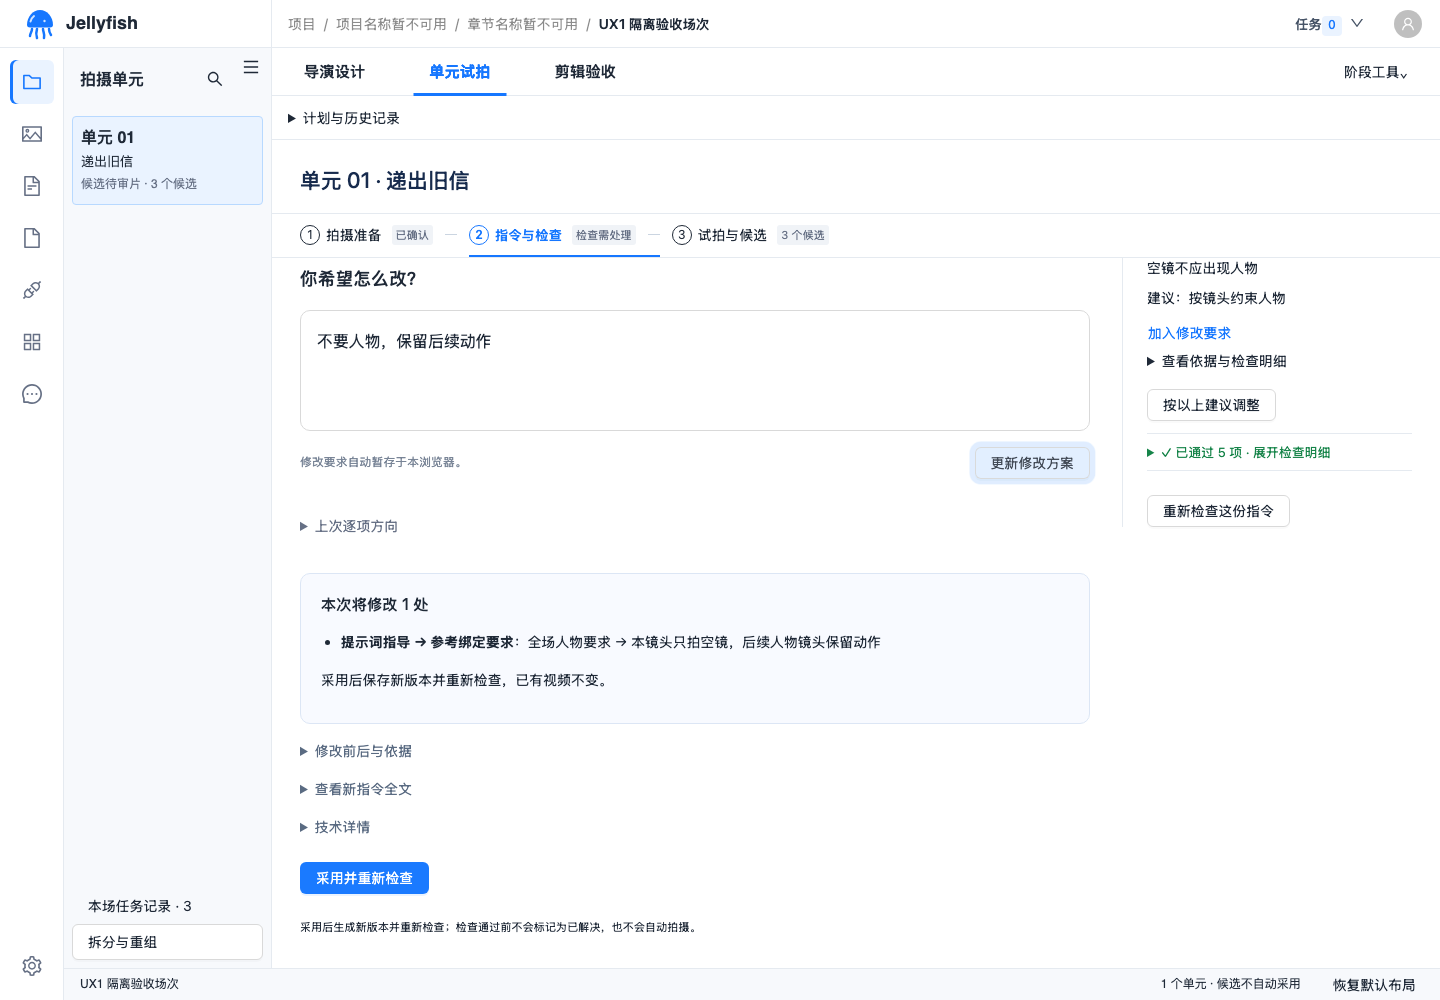 Jellyfish
项目 / 项目名称暂不可用 / 章节名称暂不可用 / UX1 隔离验收场次
任务 0
拍摄单元
导演设计
单元试拍
剪辑验收
阶段工具
计划与历史记录
单元 01
递出旧信
候选待审片 · 3 个候选
单元 01 · 递出旧信
1 拍摄准备 已确认
2 指令与检查 检查需处理
3 试拍与候选 3 个候选
你希望怎么改?
不要人物，保留后续动作
修改要求自动暂存于本浏览器。
更新修改方案
上次逐项方向
本次将修改 1 处
• 提示词指导 → 参考绑定要求：全场人物要求 → 本镜头只拍空镜，后续人物镜头保留动作
采用后保存新版本并重新检查，已有视频不变。
修改前后与依据
查看新指令全文
技术详情
采用并重新检查
采用后生成新版本并重新检查；检查通过前不会标记为已解决，也不会自动拍摄。
空镜不应出现人物
建议：按镜头约束人物
加入修改要求
查看依据与检查明细
按以上建议调整
✓ 已通过 5 项 · 展开检查明细
重新检查这份指令
本场任务记录 · 3
拆分与重组
UX1 隔离验收场次
1 个单元 · 候选不自动采用
恢复默认布局